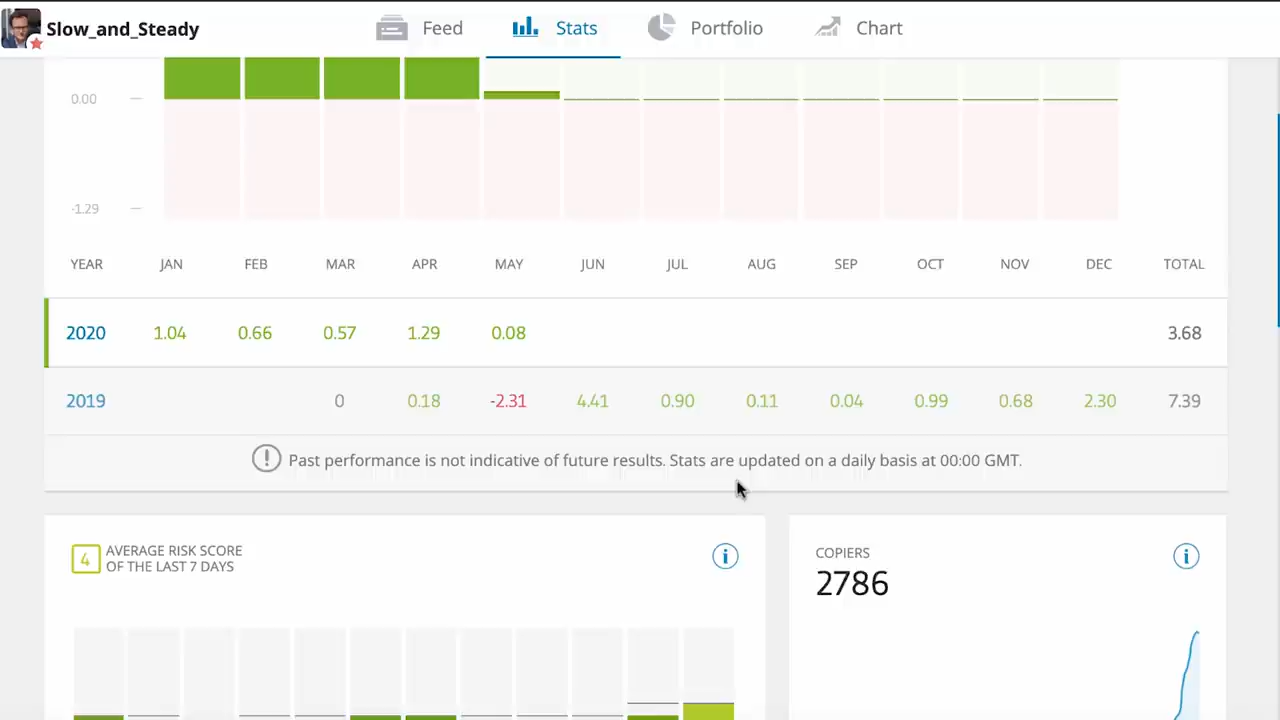 Slow_and_Steady Feed Stats Portfolio Chart
0.00
-1.29
YEAR JAN FEB MAR APR MAY JUN JUL AUG SEP OCT NOV DEC TOTAL
2020 1.04 0.66 0.57 1.29 0.08 3.68
2019 0 0.18 -2.31 4.41 0.90 0.11 0.04 0.99 0.68 2.30 7.39
Past performance is not indicative of future results. Stats are updated on a daily basis at 00:00 GMT.
4 AVERAGE RISK SCORE
OF THE LAST 7 DAYS
COPIERS
2786